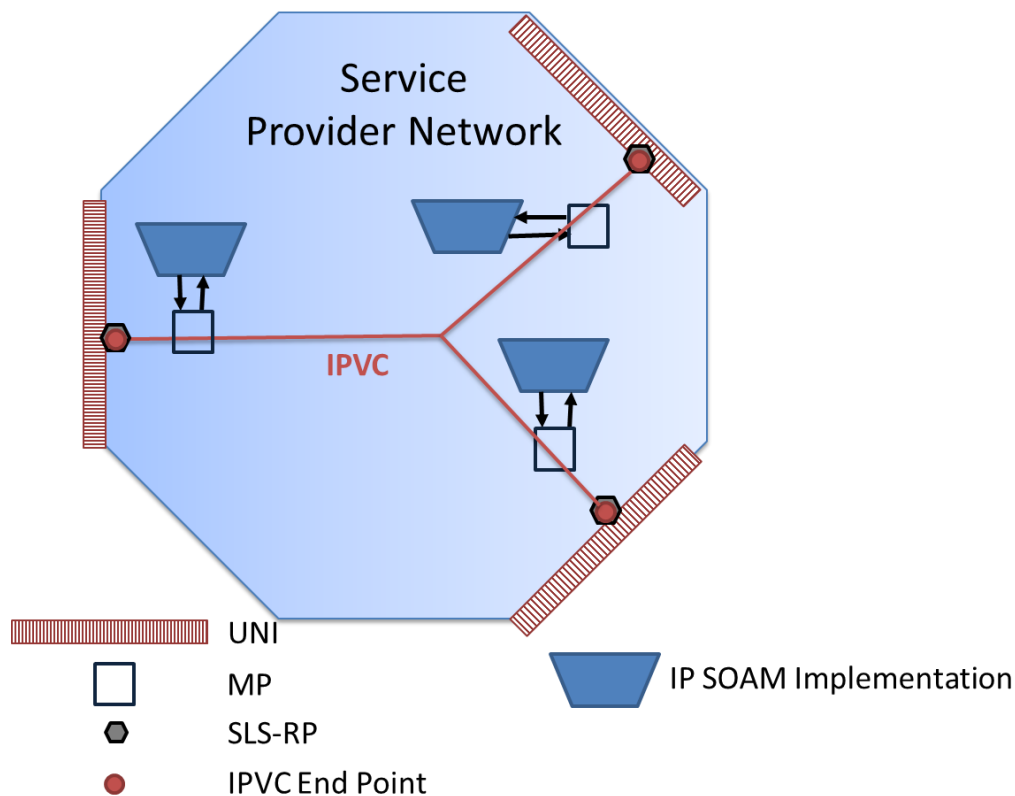 Service
Provider Network
IPVC
UNI
MP
IP SOAM Implementation
SLS-RP
IPVC End Point